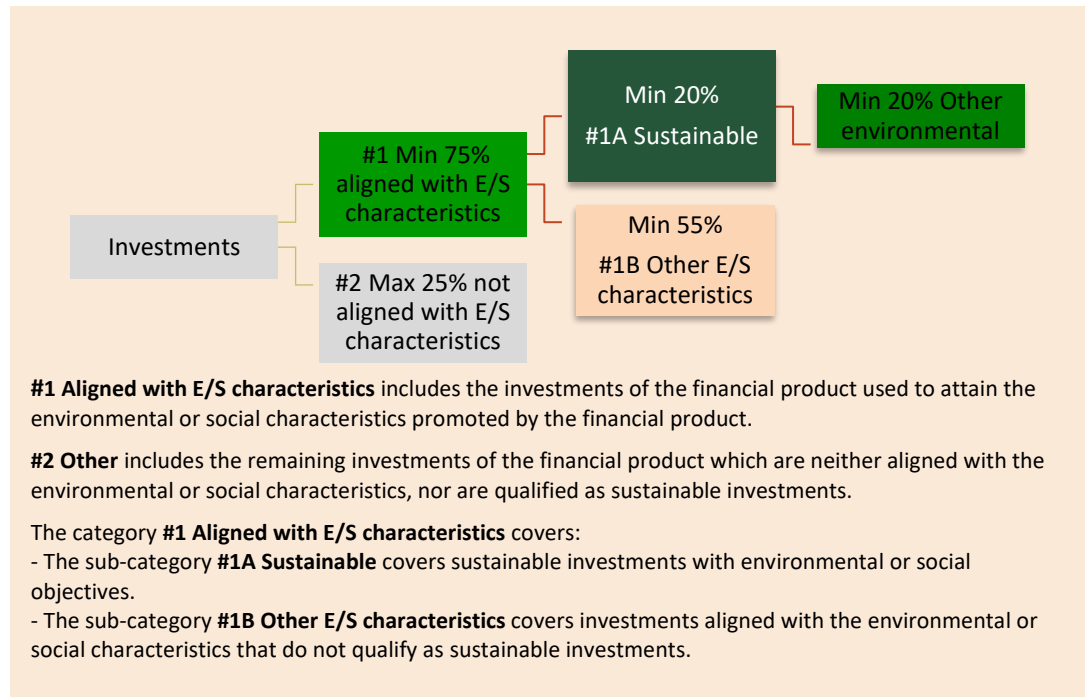 Investments
#1 Min 75%
aligned with E/S
characteristics
#2 Max 25% not
aligned with E/S
characteristics
Min 20%
#1A Sustainable
Min 55%
#1B Other E/S
characteristics
Min 20% Other
environmental
#1 Aligned with E/S characteristics includes the investments of the financial product used to attain the
environmental or social characteristics promoted by the financial product.
#2 Other includes the remaining investments of the financial product which are neither aligned with the
environmental or social characteristics, nor are qualified as sustainable investments.
The category #1 Aligned with E/S characteristics covers:
- The sub-category #1A Sustainable covers sustainable investments with environmental or social
objectives.
- The sub-category #1B Other E/S characteristics covers investments aligned with the environmental or
social characteristics that do not qualify as sustainable investments.